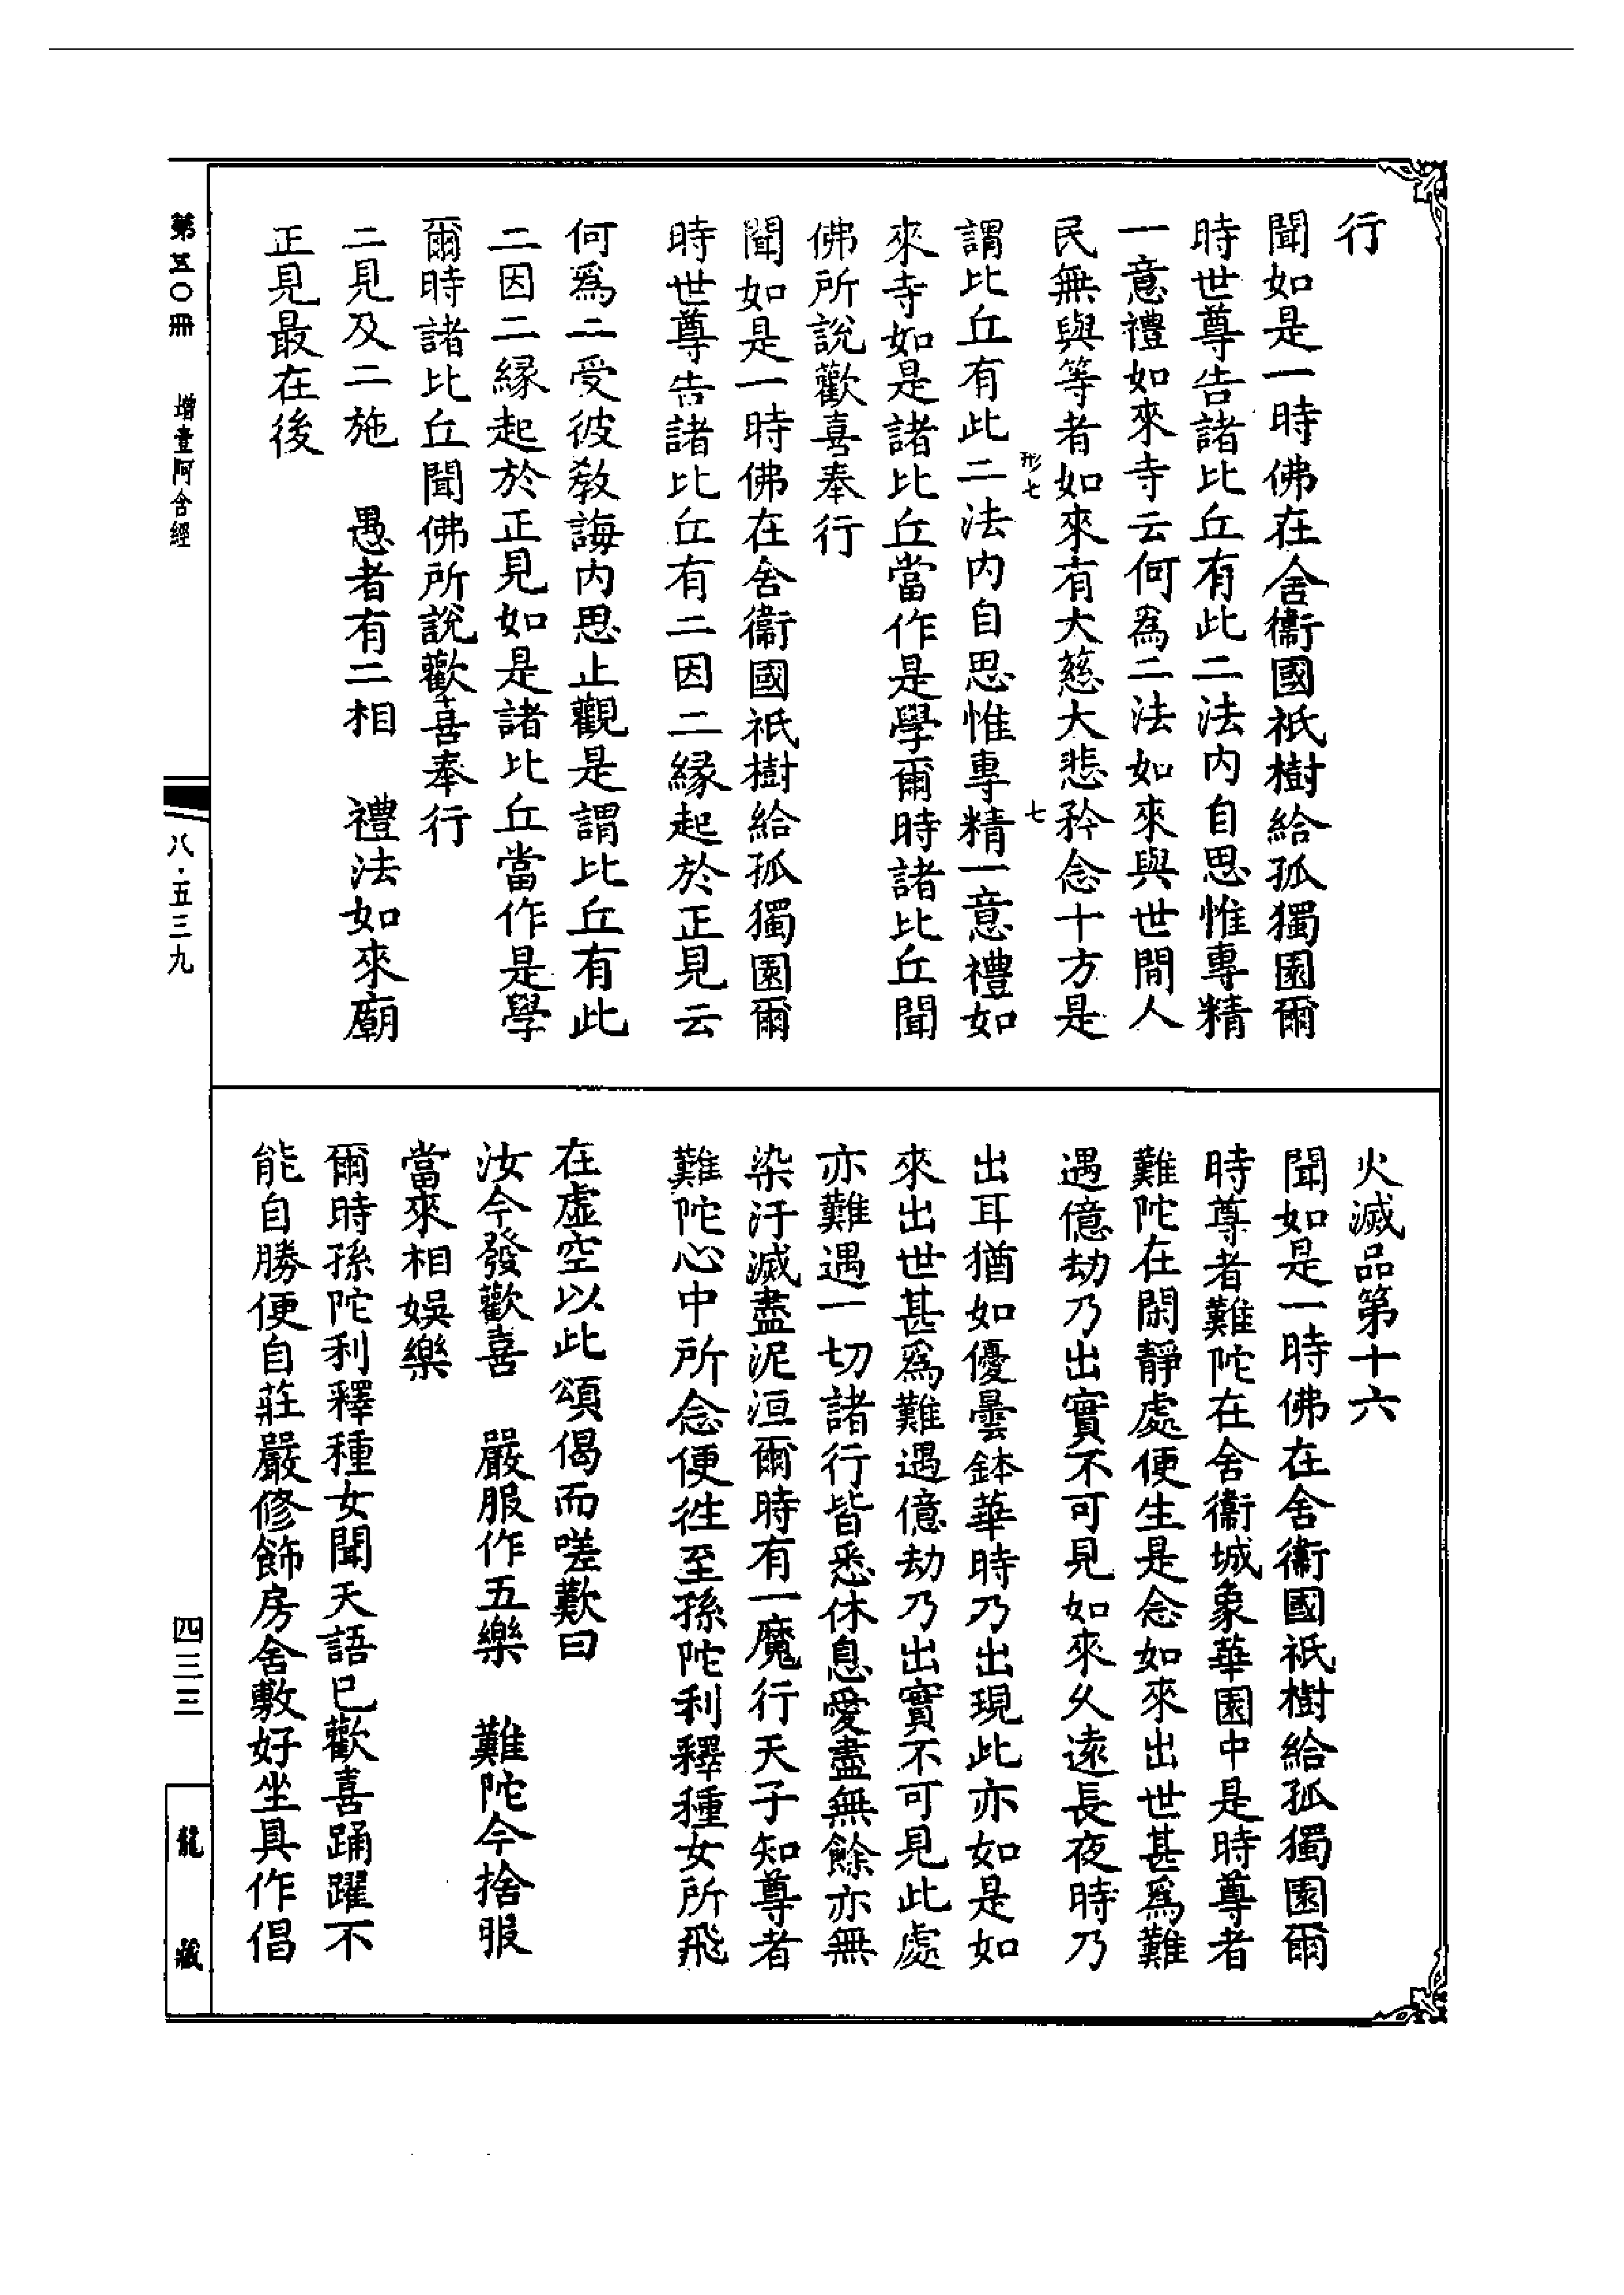 行
聞如是一時佛在舍衞國祇樹給孤獨園爾
時世尊告諸比丘有此二法內自思惟專精
一意禮如來寺云何爲二法如來與世間人
民無與等者如來有大慈大悲矜念十方是
形七 七
謂比丘有此二法內自思惟專精一意禮如
來寺如是諸比丘當作是學爾時諸比丘聞
佛所說歡喜奉行
聞如是一時佛在舍衞國祇樹給孤獨園爾
時世尊告諸比丘有二因二緣起於正見云
何爲二受彼敎誨內思止觀是謂比丘有此
二因二緣起於正見如是諸比丘當作是學
爾時諸比丘聞佛所說歡喜奉行
二見及二施 愚者有二相 禮法如來廟
正見最在後
火滅品第十六
聞如是一時佛在舍衞國祇樹給孤獨園爾
時尊者難陀在舍衞城象華園中是時尊者
難陀在閑靜處便生是念如來出世甚爲難
遇億劫乃出實不可見如來久遠長夜時乃
出耳猶如優曇鉢華時乃出現此亦如是如
來出世甚爲難遇億劫乃出實不可見此處
亦難遇一切諸行皆悉休息愛盡無餘亦無
染汙滅盡泥洹爾時有一魔行天子知尊者
難陀心中所念便往至孫陀利釋種女所飛
在虛空以此頌偈而嗟歎曰
汝今發歡喜 嚴服作五樂 難陀今捨服
當來相娛樂
爾時孫陀利釋種女聞天語已歡喜踊躍不
能自勝便自莊嚴修飾房舍敷好坐具作倡
第五〇冊 增壹阿含經 八·五三九 四三三 龍藏